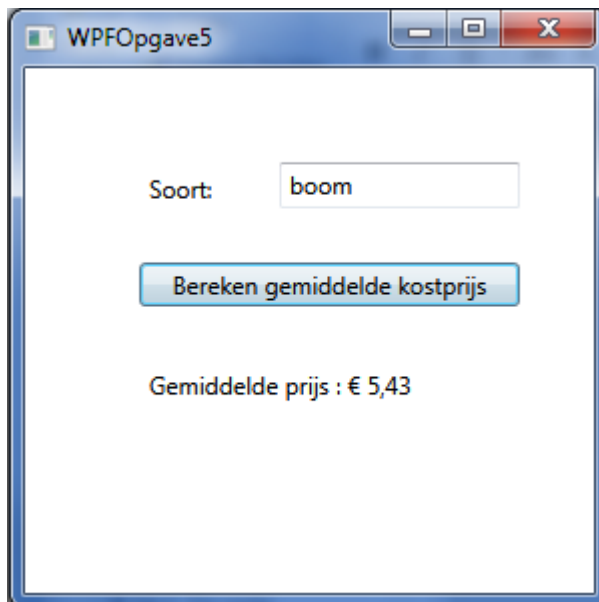 WPFOpgave5
Soort: boom
Bereken gemiddelde kostprijs
Gemiddelde prijs : € 5,43